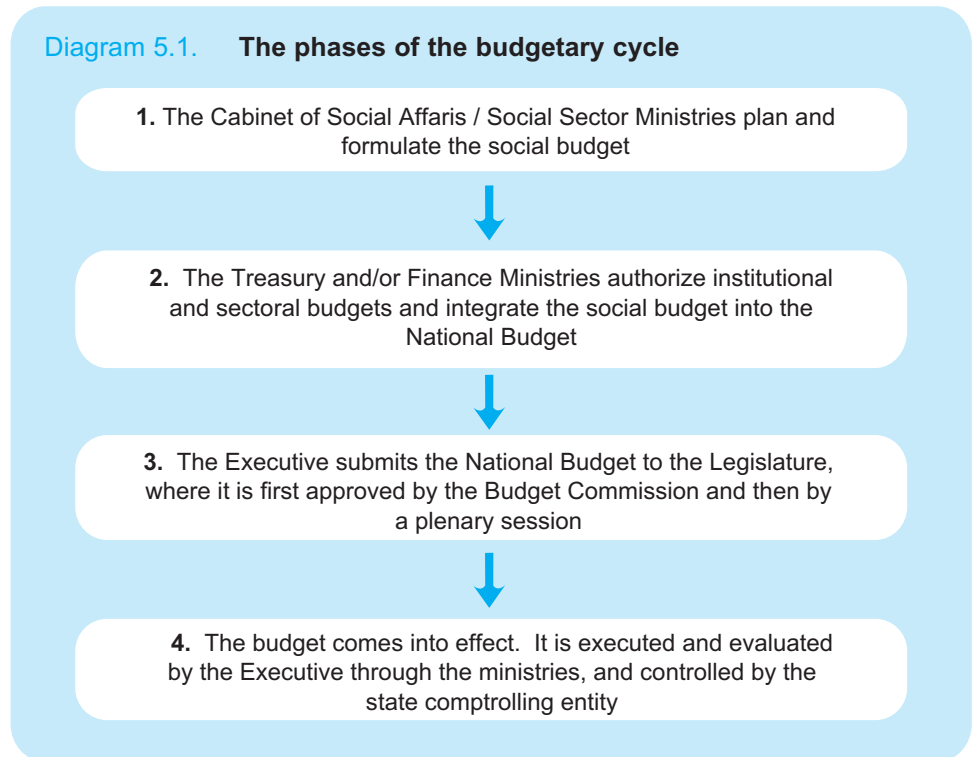 Diagram 5.1. The phases of the budgetary cycle
1. The Cabinet of Social Affaris / Social Sector Ministries plan and
formulate the social budget
2. The Treasury and/or Finance Ministries authorize institutional
and sectoral budgets and integrate the social budget into the
National Budget
3. The Executive submits the National Budget to the Legislature,
where it is first approved by the Budget Commission and then by
a plenary session
4. The budget comes into effect. It is executed and evaluated
by the Executive through the ministries, and controlled by the
state comptrolling entity